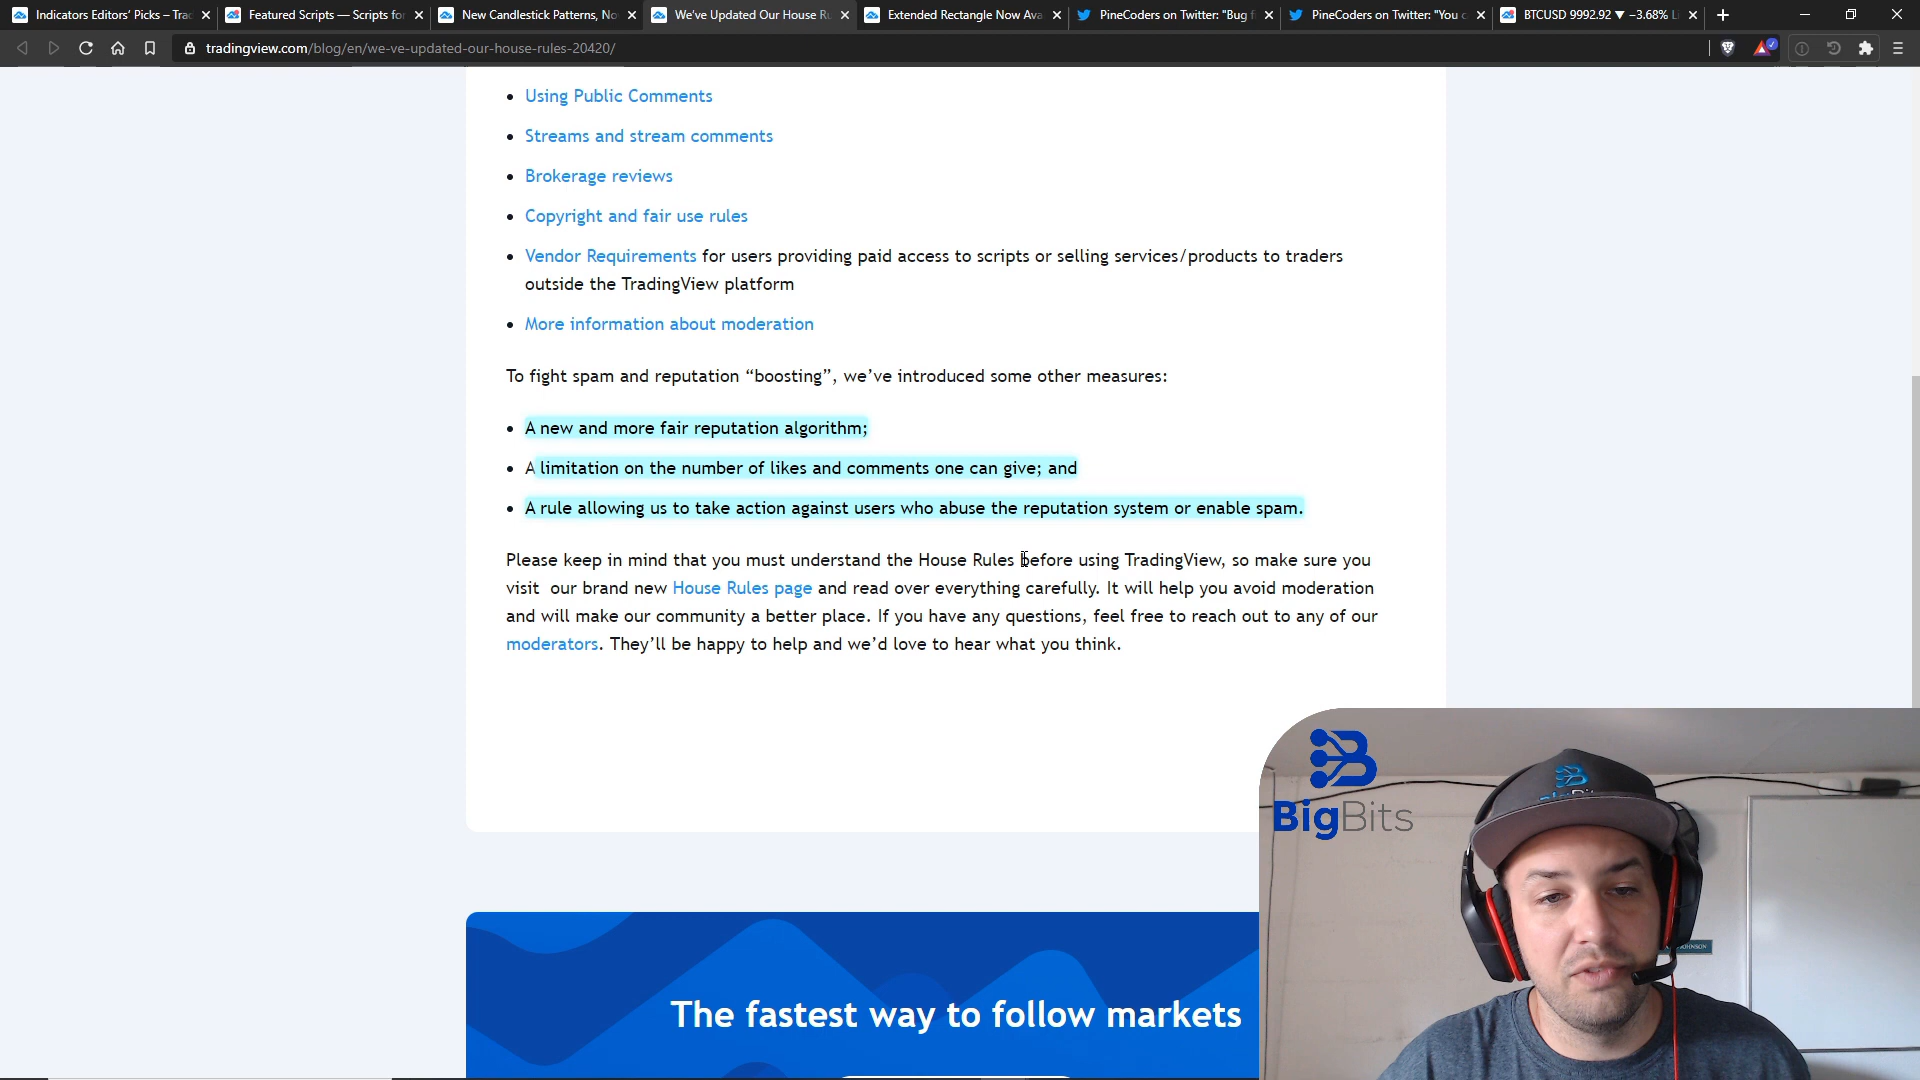 Indicators Editors' Picks – Tra
Featured Scripts — Scripts fo
New Candlestick Patterns, No
We've Updated Our House Ru
Extended Rectangle Now Ava
PineCoders on Twitter: "Bug f
PineCoders on Twitter: "You c
BTCUSD 9992.92 ▼ −3.68%
tradingview.com/blog/en/we-ve-updated-our-house-rules-20420/
Using Public Comments
Streams and stream comments
Brokerage reviews
Copyright and fair use rules
Vendor Requirements for users providing paid access to scripts or selling services/products to traders
outside the TradingView platform
More information about moderation
To fight spam and reputation “boosting”, we’ve introduced some other measures:
A new and more fair reputation algorithm;
A limitation on the number of likes and comments one can give; and
A rule allowing us to take action against users who abuse the reputation system or enable spam.
Please keep in mind that you must understand the House Rules before using TradingView, so make sure you
visit our brand new House Rules page and read over everything carefully. It will help you avoid moderation
and will make our community a better place. If you have any questions, feel free to reach out to any of our
moderators. They’ll be happy to help and we’d love to hear what you think.
BigBits
The fastest way to follow markets